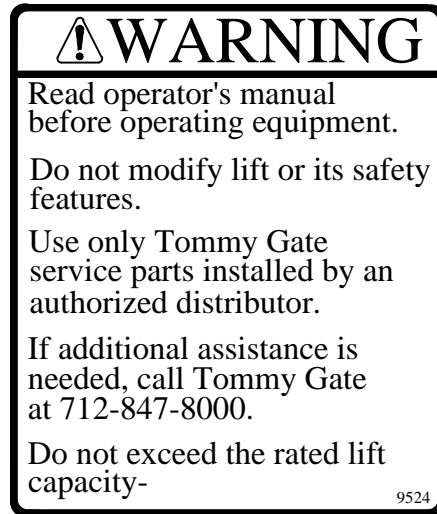 WARNING
Read operator's manual
before operating equipment.
Do not modify lift or its safety
features.
Use only Tommy Gate
service parts installed by an
authorized distributor.
If additional assistance is
needed, call Tommy Gate
at 712-847-8000.
Do not exceed the rated lift
capacity-
9524